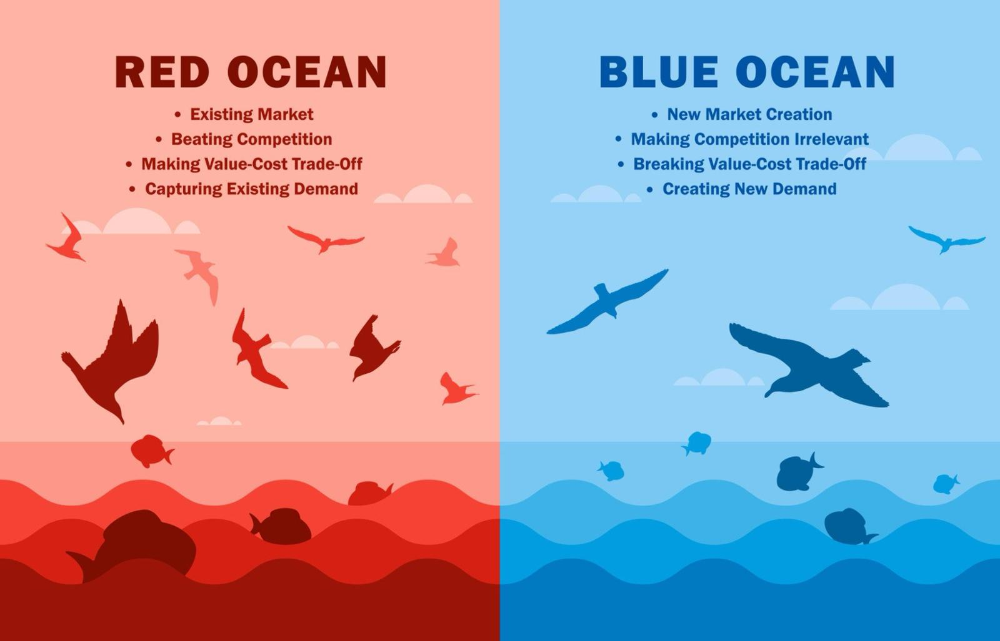 RED OCEAN
• Existing Market
• Beating Competition
• Making Value-Cost Trade-Off
• Capturing Existing Demand
BLUE OCEAN
• New Market Creation
• Making Competition Irrelevant
• Breaking Value-Cost Trade-Off
• Creating New Demand